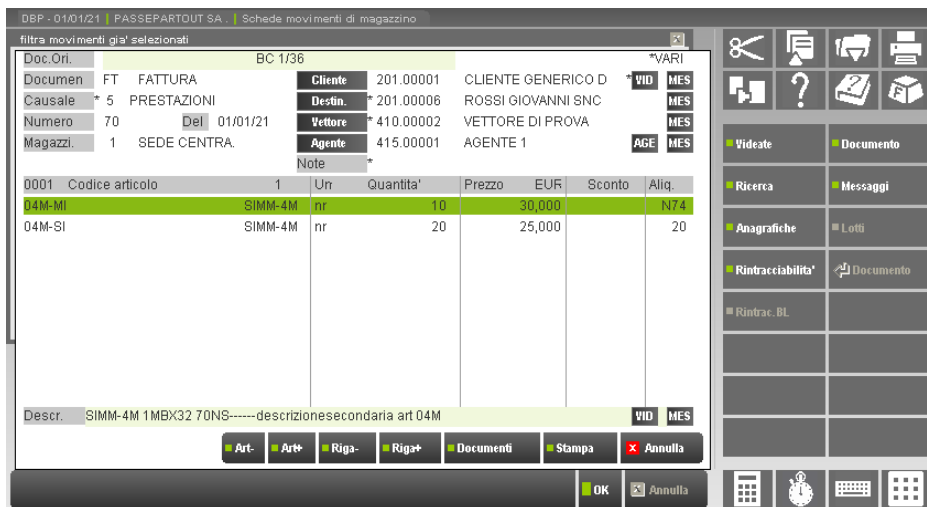 DBP - 01/01/21 | PASSEPARTOUT SA . | Schede movimenti di magazzino
filtra movimenti gia' selezionati
Doc.Ori. BC 1/36 *VARI
Documen FT FATTURA Cliente 201.00001 CLIENTE GENERICO D * VID MES
Causale * 5 PRESTAZIONI Destin. * 201.00006 ROSSI GIOVANNI SNC MES
Numero 70 Del 01/01/21 Vettore * 410.00002 VETTORE DI PROVA MES
Magazzi. 1 SEDE CENTRA. Agente 415.00001 AGENTE 1 AGE MES
Note *
0001 Codice articolo 1 Un Quantita' Prezzo EUR Sconto Aliq.
04M-MI SIMM-4M nr 10 30,000 N74
04M-SI SIMM-4M nr 20 25,000 20
Descr. SIMM-4M 1MBX32 70NS------descrizionesecondaria art 04M VID MES
Art- Art+ Riga- Riga+ Documenti Stampa X Annulla
OK Annulla
Videate Documento
Ricerca Messaggi
Anagrafiche Lotti
Rintracciabilita' Documento
Rintrac.BL